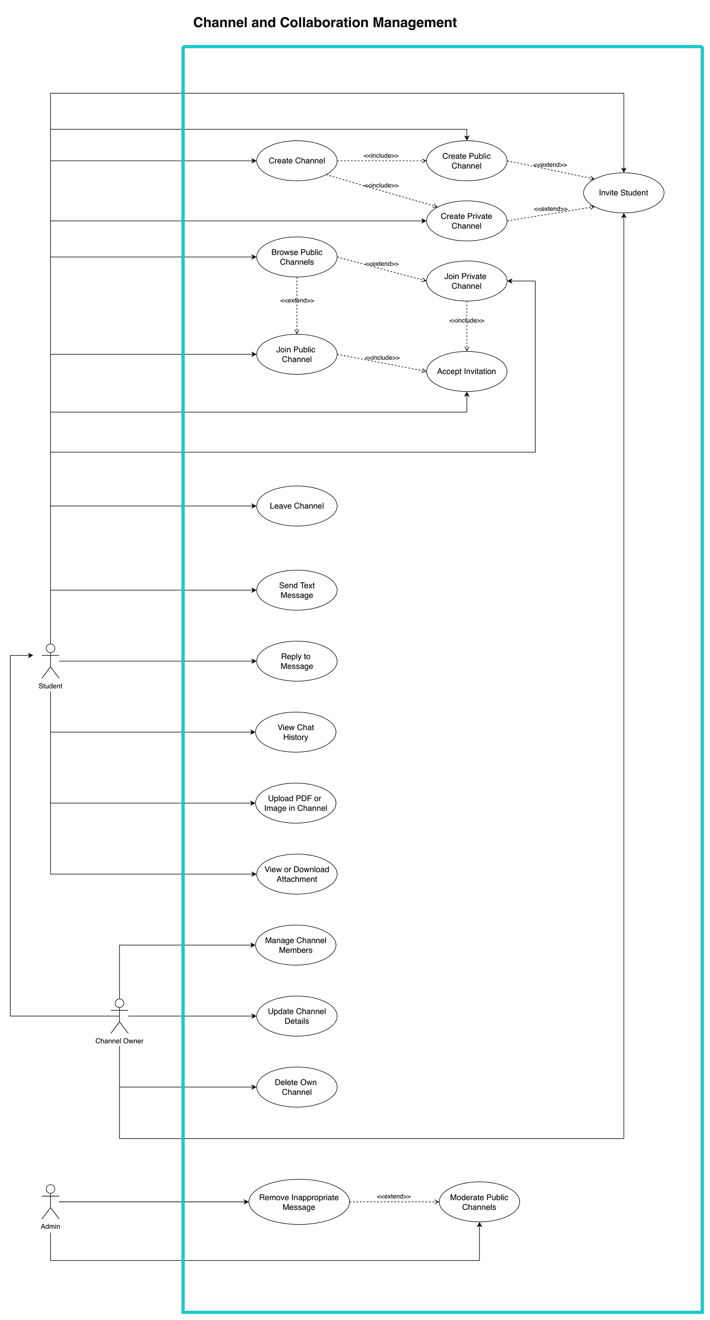 Channel and Collaboration Management
Create Channel
<<include>>
Create Public
Channel
<<extend>>
Invite Student
<<include>>
Create Private
Channel
<<extend>>
Browse Public
Channels
<<extend>>
Join Private
Channel
<<extend>>
<<include>>
Join Public
Channel
<<include>>
Accept Invitation
Leave Channel
Send Text
Message
Student
Reply to
Message
View Chat
History
Upload PDF or
Image in Channel
View or Download
Attachment
Manage Channel
Members
Channel Owner
Update Channel
Details
Delete Own
Channel
Admin
Remove Inappropriate
Message
<<extend>>
Moderate Public
Channels